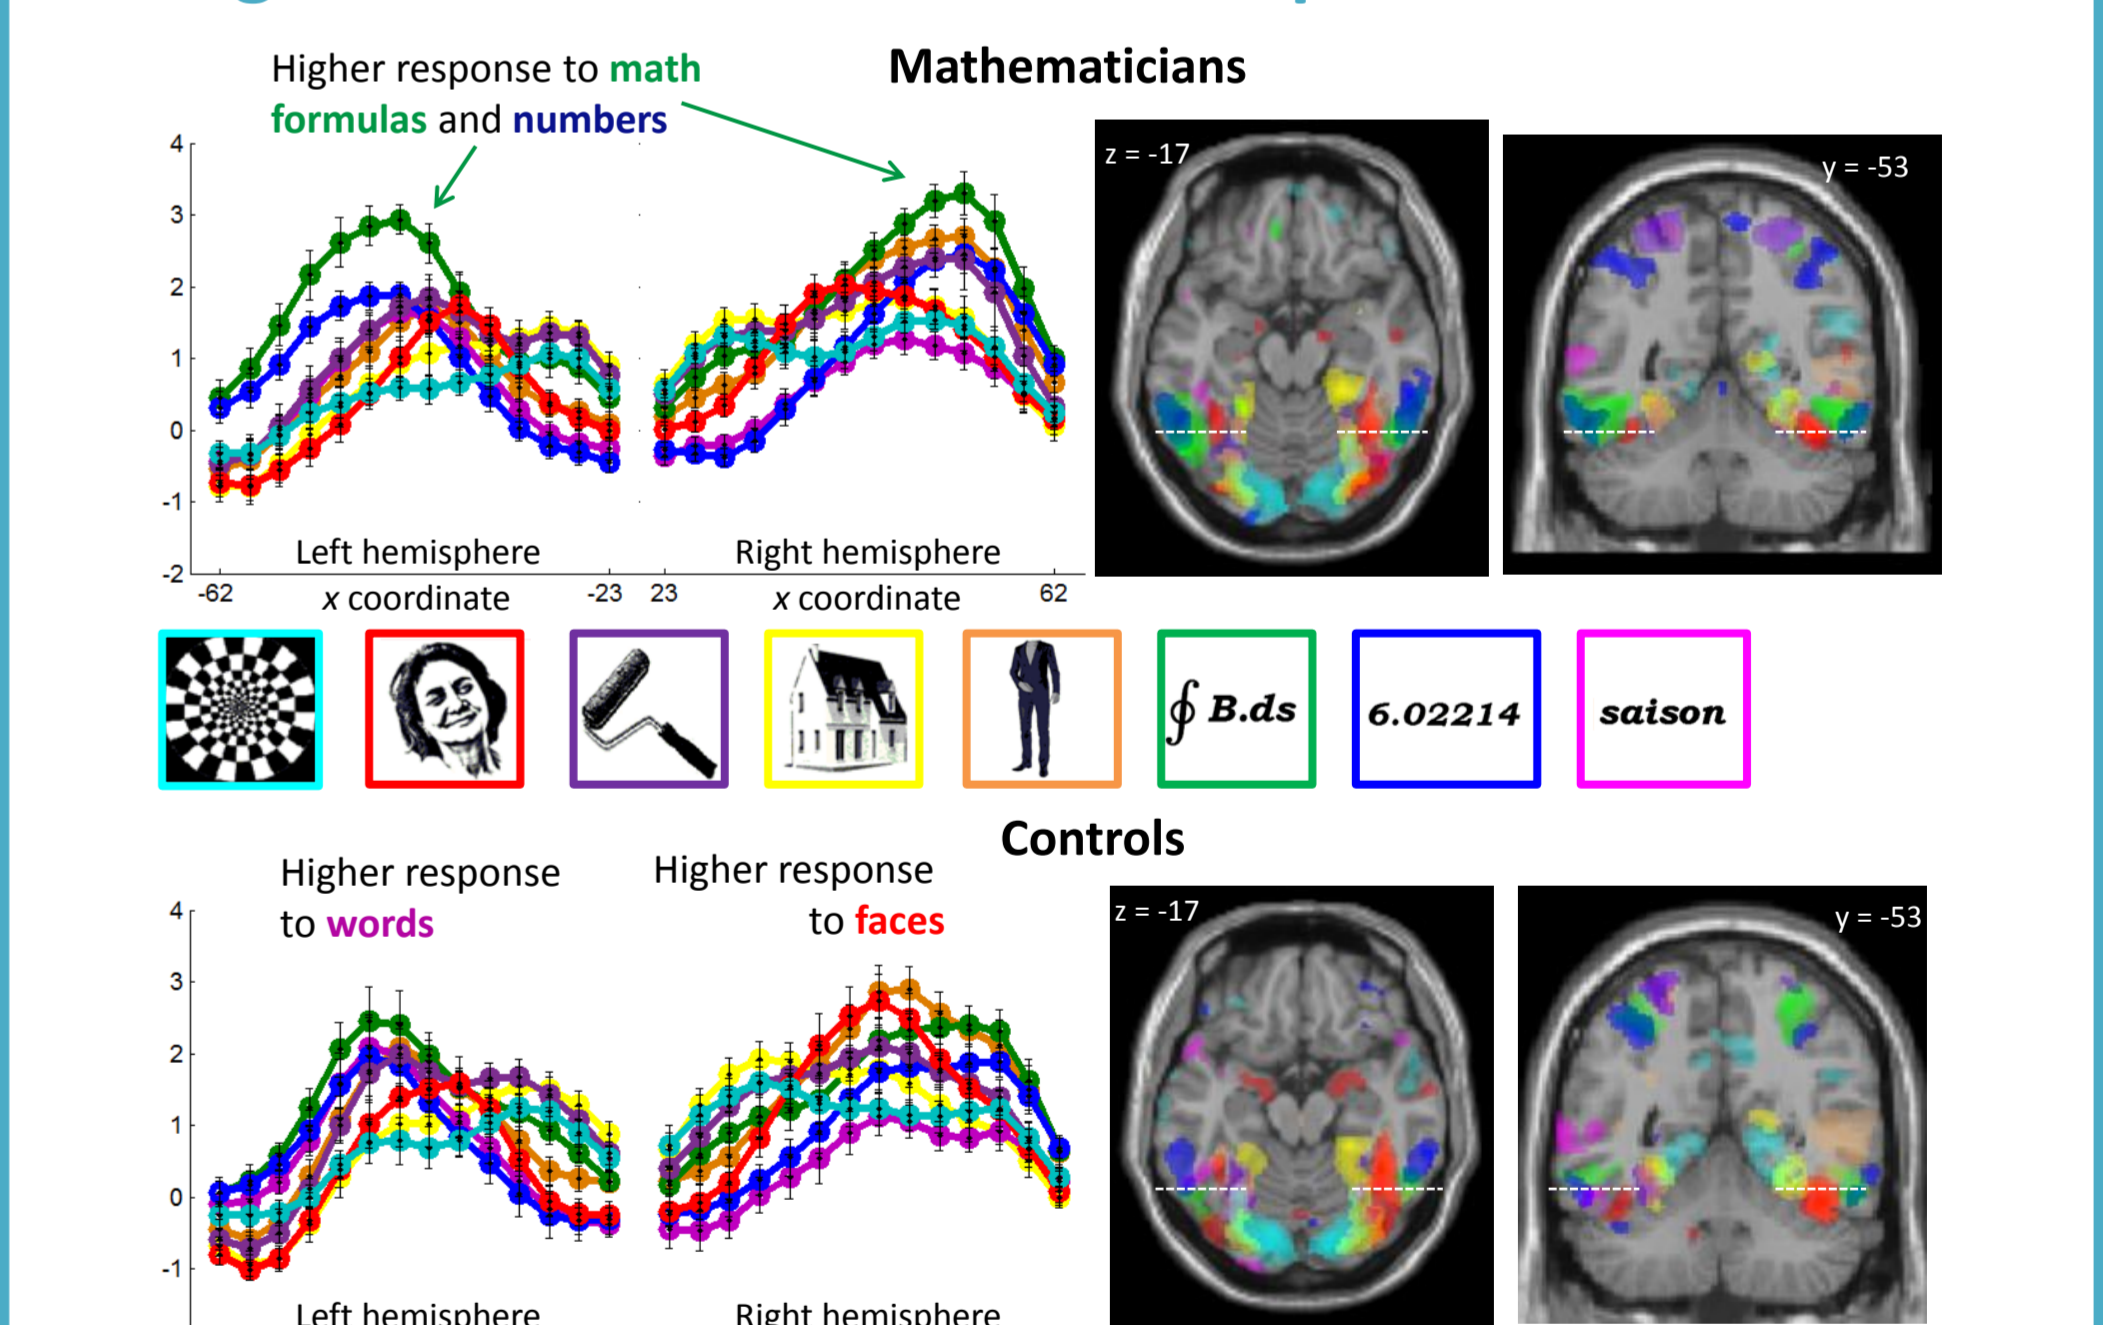 Higher response to math
formulas and numbers
Mathematicians
4
3
2
1
0
-1
-2
Left hemisphere
Right hemisphere
-62
x coordinate
-23
23
x coordinate
62
z = -17
y = -53
∮ B.ds
6.02214
saison
Controls
Higher response
to words
Higher response
to faces
4
3
2
1
0
-1
Left hemisphere
Right hemisphere
z = -17
y = -53